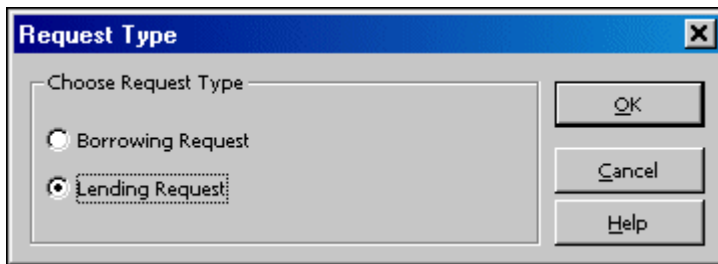 Request Type
Choose Request Type
Borrowing Request
Lending Request
OK
Cancel
Help